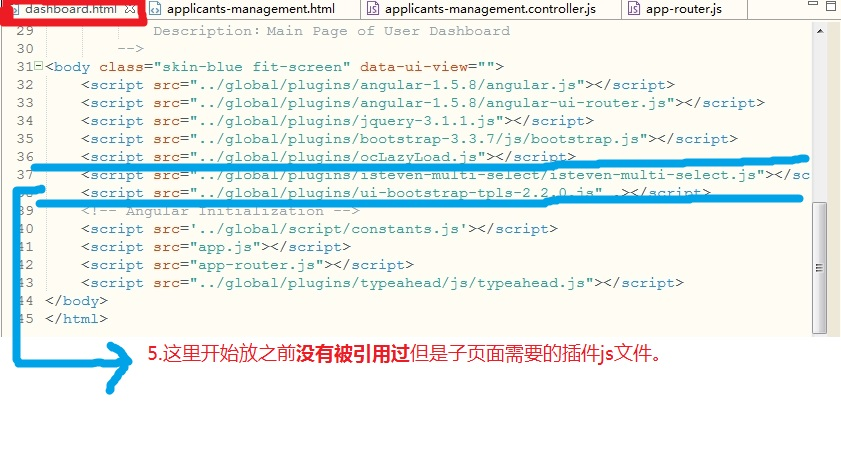 dashboard.html applicants-management.html applicants-management.controller.js app-router.js
29 Description: Main Page of User Dashboard
30 -->
31 <body class="skin-blue fit-screen" data-ui-view="">
32 <script src="../global/plugins/angular-1.5.8/angular.js"></script>
33 <script src="../global/plugins/angular-1.5.8/angular-ui-router.js"></script>
34 <script src="../global/plugins/jquery-3.1.1.js"></script>
35 <script src="../global/plugins/bootstrap-3.3.7/js/bootstrap.js"></script>
36 <script src="../global/plugins/ocLazyLoad.js"></script>
37 <script src="../global/plugins/isteven-multi-select/isteven-multi-select.js"></sc
38 <script src="../global/plugins/ui-bootstrap-tpls-2.2.0.js" ></script>
39 <!-- Angular Initialization -->
40 <script src='../global/script/constants.js'></script>
41 <script src="app.js"></script>
42 <script src="app-router.js"></script>
43 <script src="../global/plugins/typeahead/js/typeahead.js"></script>
44 </body>
45 </html>
5.这里开始放之前没有被引用过但是子页面需要的插件js文件。